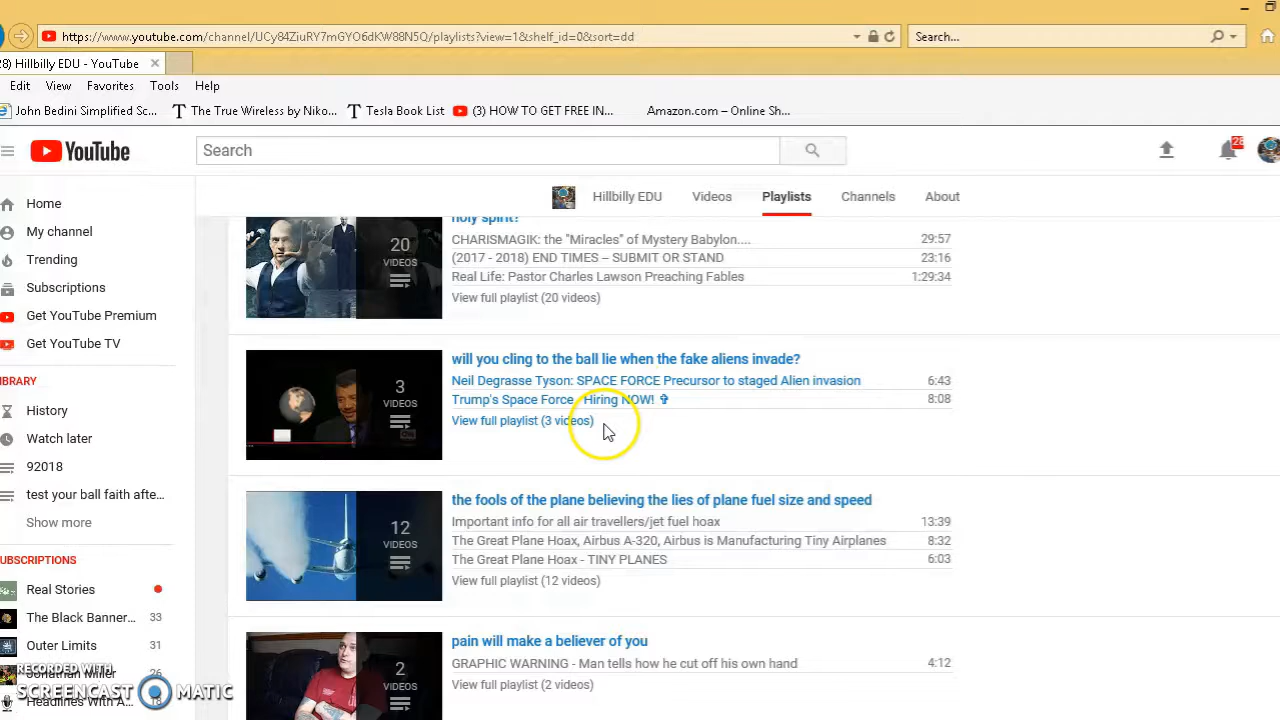 https://www.youtube.com/channel/UCy84ZiuRY7mGYO6dKW88N5Q/playlists?view=1&shelf_id=0&sort=dd
Search...
8) Hillbilly EDU - YouTube
Edit View Favorites Tools Help
John Bedini Simplified Sc... The True Wireless by Niko... Tesla Book List (3) HOW TO GET FREE IN... Amazon.com – Online Sh...
YouTube
Search
28
Hillbilly EDU Videos Playlists Channels About
Home
My channel
Trending
Subscriptions
Get YouTube Premium
Get YouTube TV
IBRARY
History
Watch later
92018
test your ball faith afte...
Show more
UBSCRIPTIONS
Real Stories
The Black Banner... 33
Outer Limits 31
Jonathan Miller 26
Headlines With A... 18
RECORDED WITH
SCREENCAST MATIC
holy spirit?
20 VIDEOS
CHARISMAGIK: the "Miracles" of Mystery Babylon.... 29:57
(2017 - 2018) END TIMES – SUBMIT OR STAND 23:16
Real Life: Pastor Charles Lawson Preaching Fables 1:29:34
View full playlist (20 videos)
3 VIDEOS
will you cling to the ball lie when the fake aliens invade?
Neil Degrasse Tyson: SPACE FORCE Precursor to staged Alien invasion 6:43
Trump's Space Force - Hiring NOW! ✞ 8:08
View full playlist (3 videos)
12 VIDEOS
the fools of the plane believing the lies of plane fuel size and speed
Important info for all air travellers/jet fuel hoax 13:39
The Great Plane Hoax, Airbus A-320, Airbus is Manufacturing Tiny Airplanes 8:32
The Great Plane Hoax - TINY PLANES 6:03
View full playlist (12 videos)
2 VIDEOS
pain will make a believer of you
GRAPHIC WARNING - Man tells how he cut off his own hand 4:12
View full playlist (2 videos)